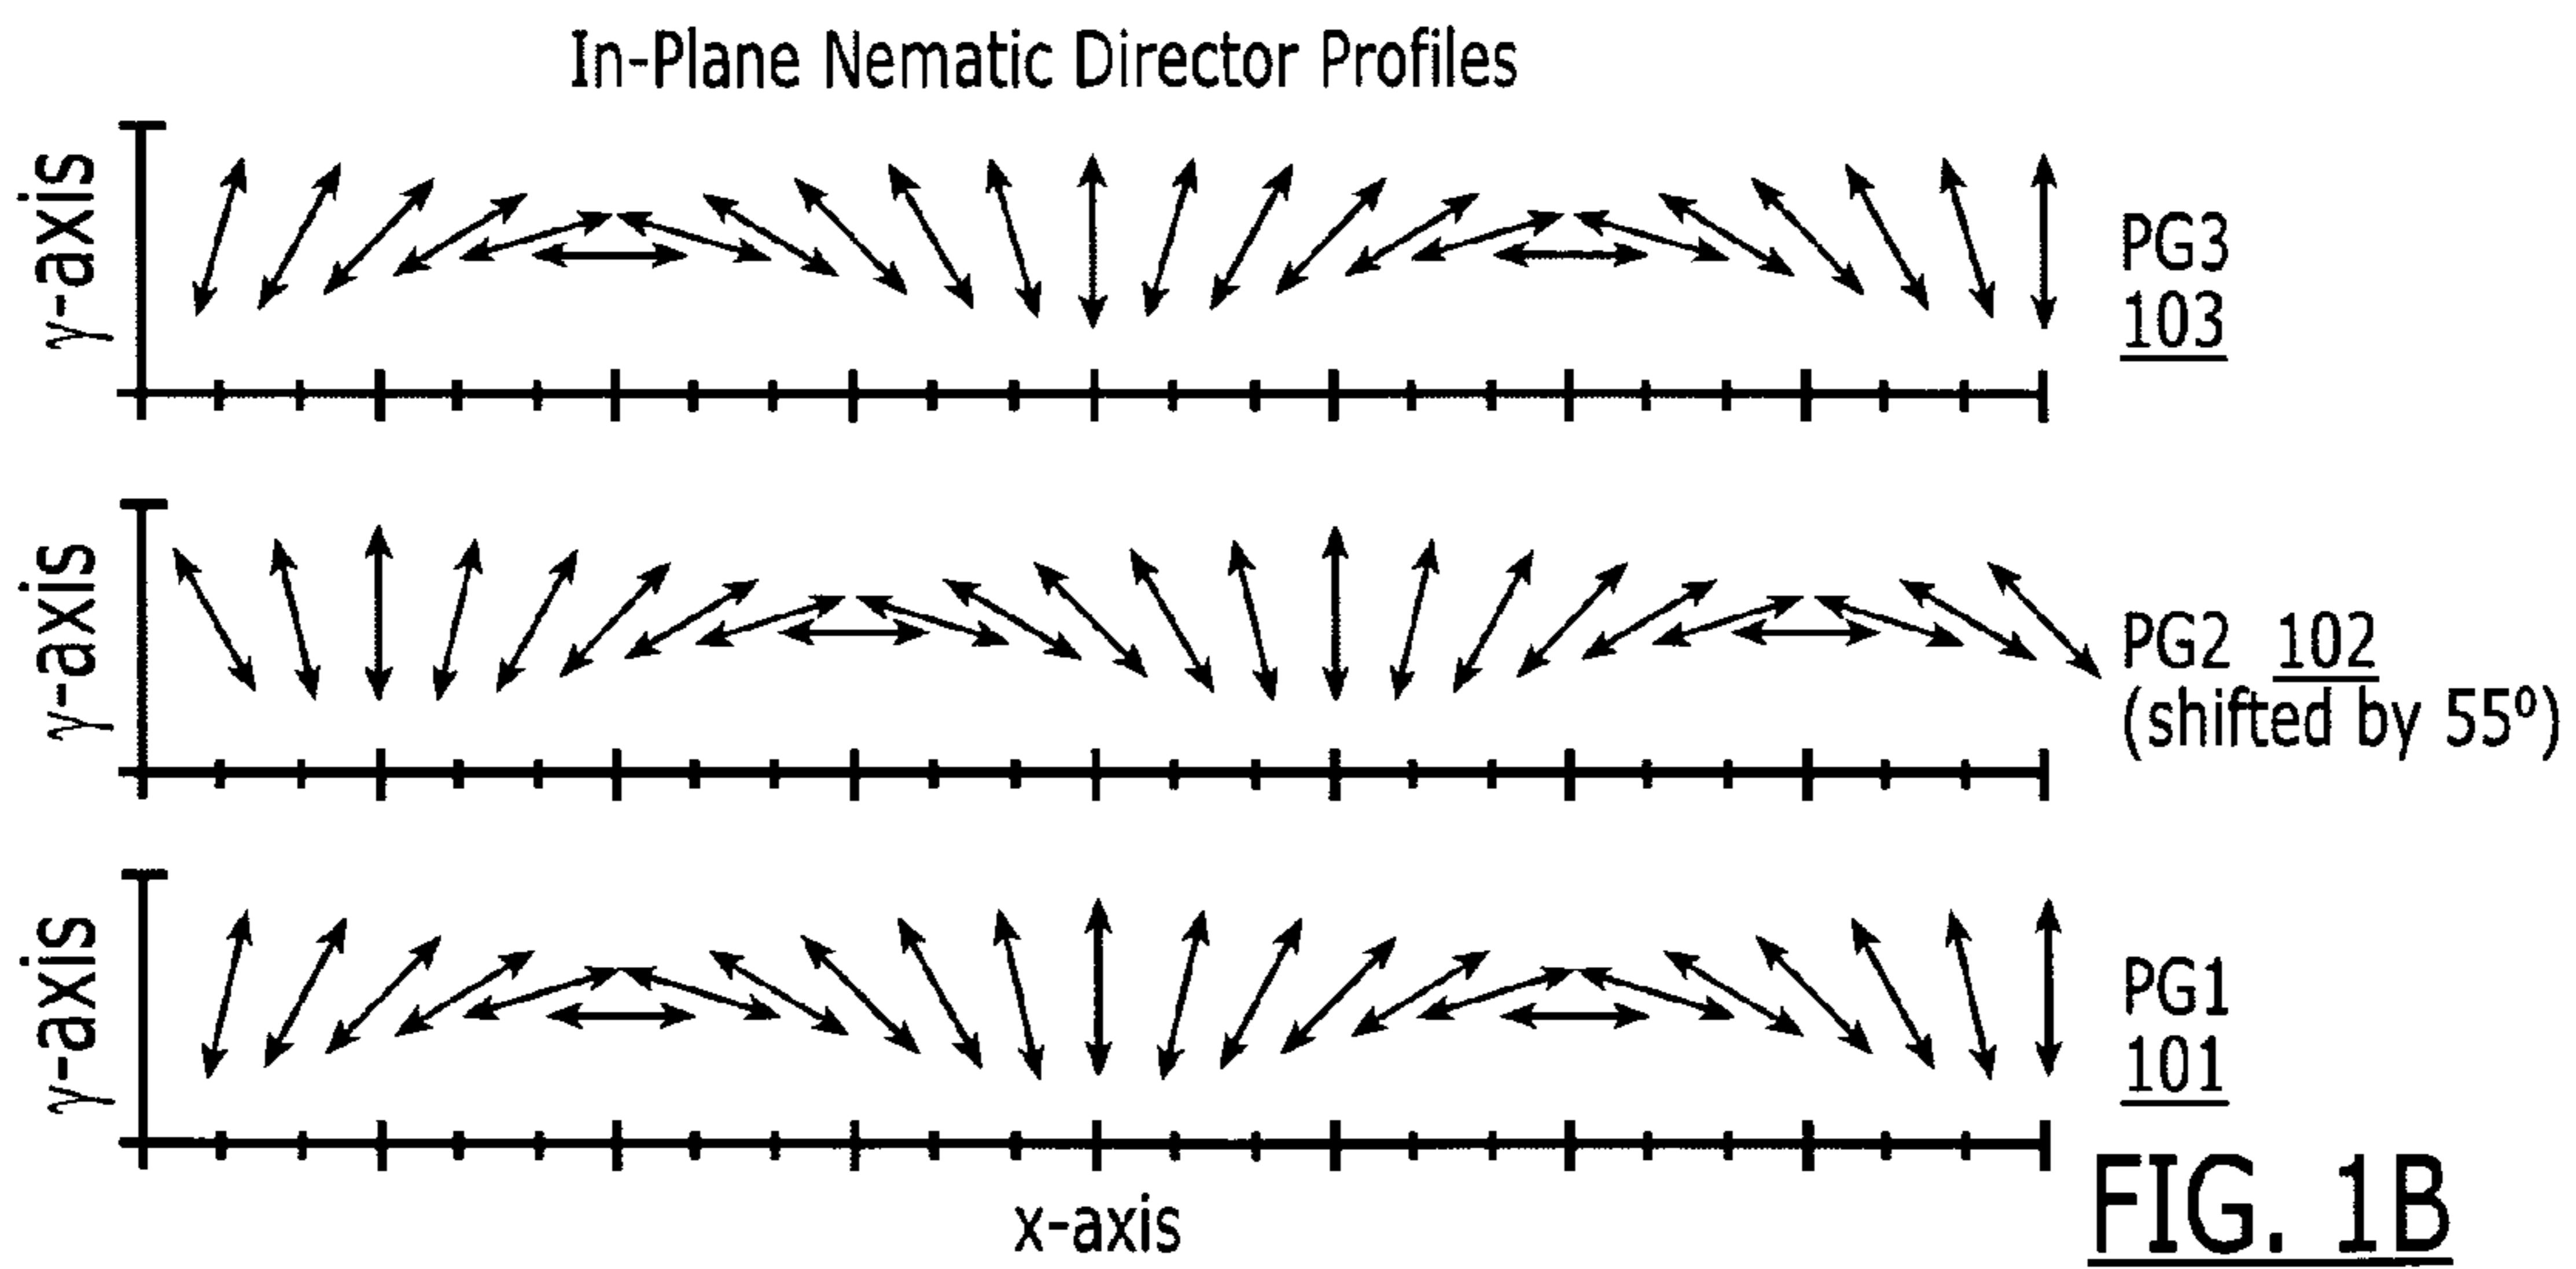 In-Plane Nematic Director Profiles
γ-axis
PG3
103
γ-axis
PG2 102
(shifted by 55⁰)
γ-axis
PG1
101
x-axis
FIG. 1B